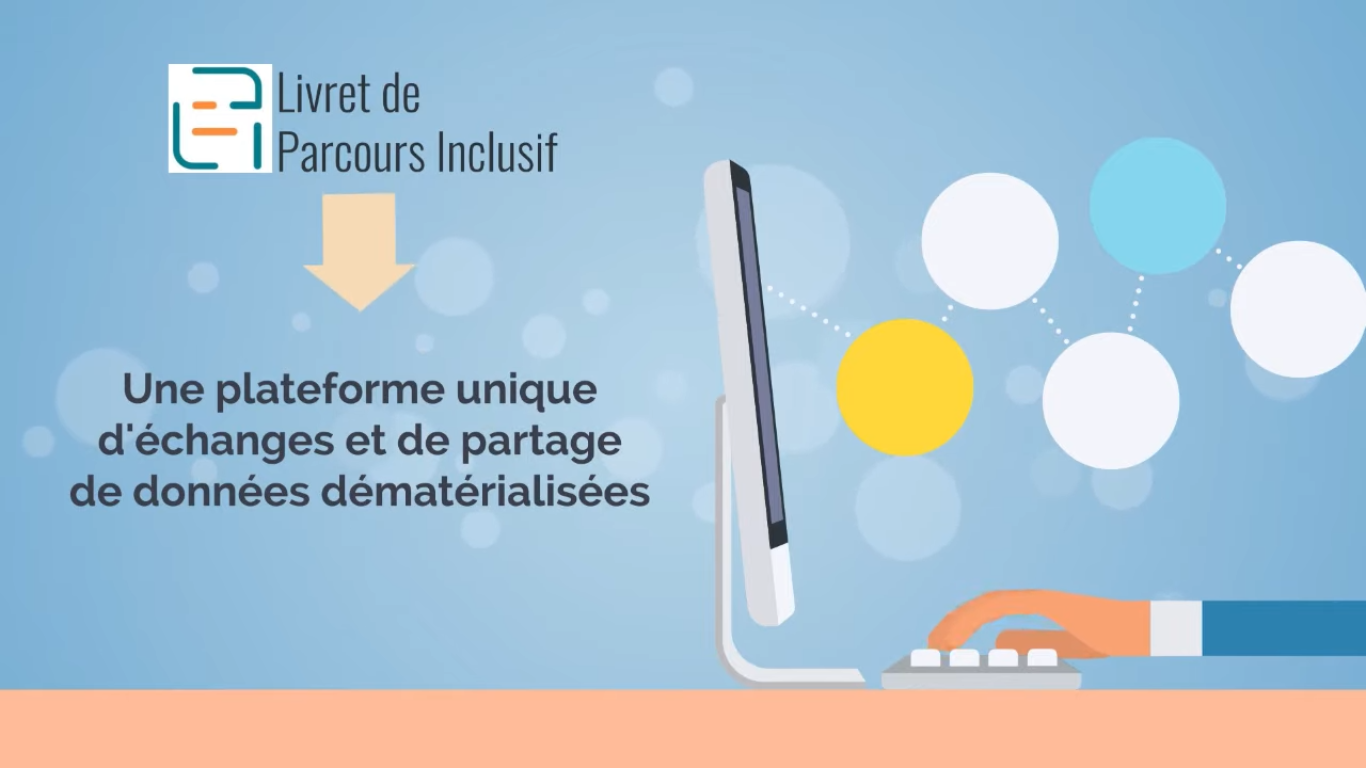 Livret de
Parcours Inclusif
Une plateforme unique
d'échanges et de partage
de données dématérialisées